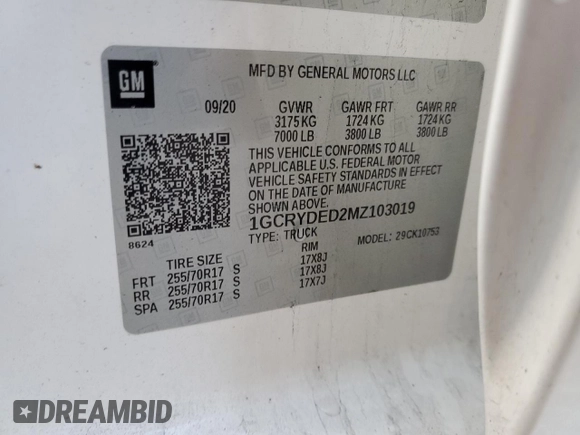 GM
MFD BY GENERAL MOTORS LLC
09/20 GVWR GAWR FRT GAWR RR
3175 KG 1724 KG 1724 KG
7000 LB 3800 LB 3800 LB
THIS VEHICLE CONFORMS TO ALL
APPLICABLE U.S. FEDERAL MOTOR
VEHICLE SAFETY STANDARDS IN EFFECT
ON THE DATE OF MANUFACTURE
SHOWN ABOVE.
1GCRYDED2MZ103019
8624
TYPE: TRUCK MODEL: 29CK10753
TIRE SIZE RIM
FRT 255/70R17 S 17X8J
RR 255/70R17 S 17X8J
SPA 255/70R17 S 17X7J
DREAMBID